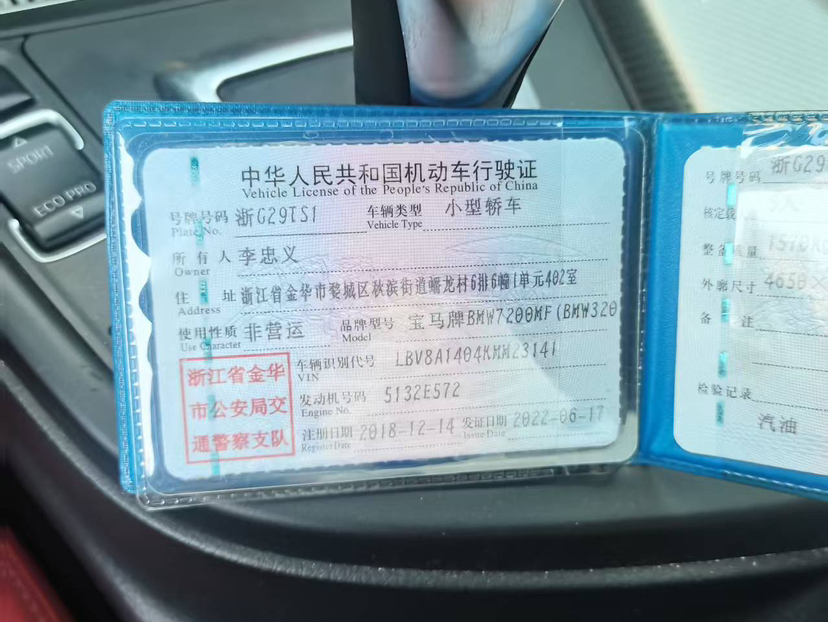 SPORT
ECO PRO
中华人民共和国机动车行驶证
Vehicle License of the People's Republic of China
号牌号码 浙G29TS1 车辆类型 小型轿车
Plate No. Vehicle Type
所有人 李忠义
Owner
住址 浙江省金华市婺城区秋滨街道蟠龙村6排6幢1单元402室
Address
使用性质 非营运 品牌型号 宝马牌BMW7200MF(BMW320
Use Character Model
浙江省金华
市公安局交
通警察支队
车辆识别代号 LBV8A1404KMM23141
VIN
发动机号码 5132E572
Engine No.
注册日期 2018-12-14 发证日期 2022-06-17
Register Date Issue Date
号牌号码 浙G29
核定载
整备质量
外廓尺寸 4650×
备注
检验记录
汽油